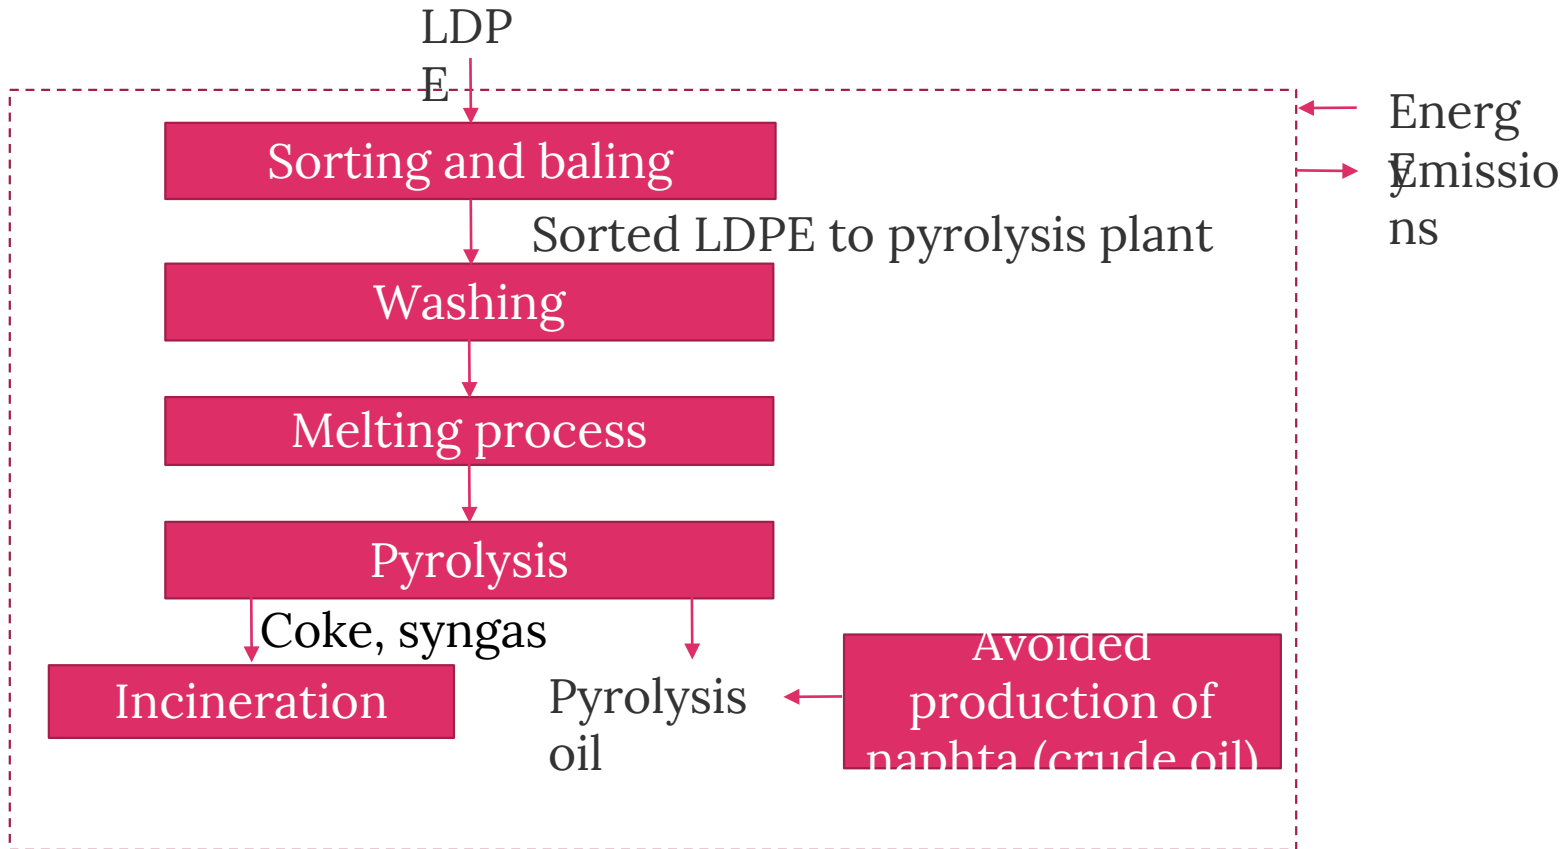 LDP
E
Energ
y
Emissio
ns
Sorting and baling
Sorted LDPE to pyrolysis plant
Washing
Melting process
Pyrolysis
Coke, syngas
Incineration
Pyrolysis
oil
Avoided
production of
naphta (crude oil)